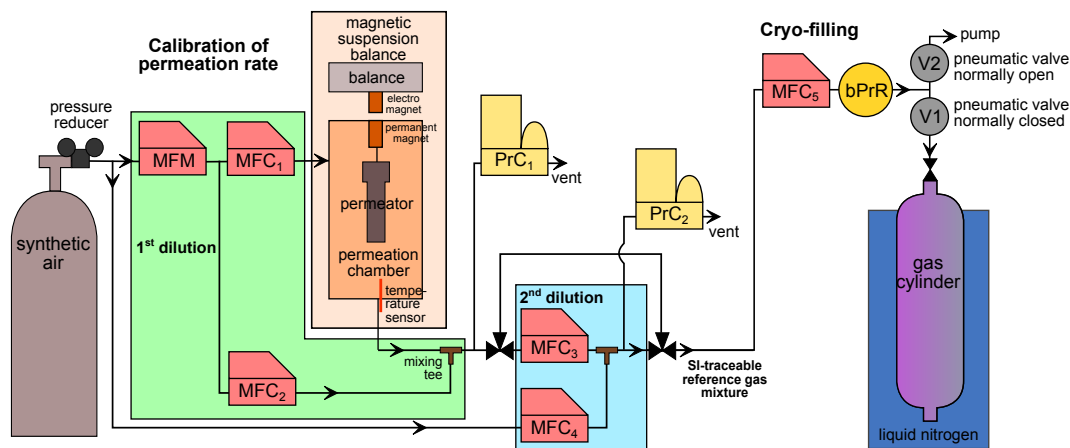 Calibration of
permeation rate
magnetic
suspension
balance
balance
electro
magnet
permanent
magnet
Cryo-filling
pump
V2
pneumatic valve
normally open
MFC5
bPrR
V1
pneumatic valve
normally closed
pressure
reducer
MFM
MFC1
PrC1
vent
PrC2
vent
permeator
permeation
chamber
synthetic
air
1st dilution
tempe-
rature
sensor
2nd dilution
gas
cylinder
MFC3
mixing
tee
SI-traceable
reference gas
mixture
MFC2
MFC4
liquid nitrogen